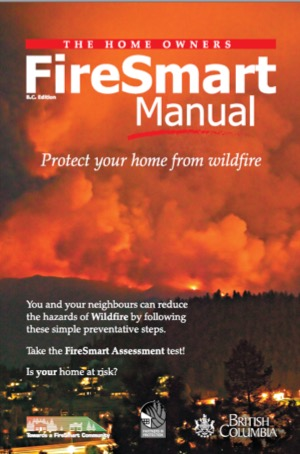 THE HOME OWNERS
FireSmart
B.C. Edition
Manual
Protect your home from wildfire
You and your neighbours can reduce
the hazards of Wildfire by following
these simple preventative steps.
Take the FireSmart Assessment test!
Is your home at risk?
Towards a FireSmart Community
BRITISH
COLUMBIA